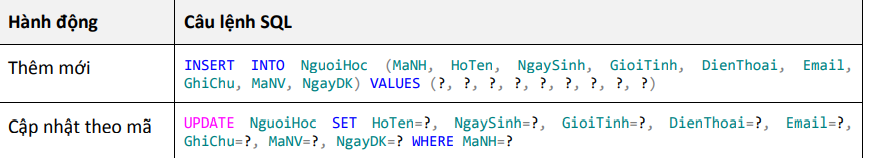 Hành động Câu lệnh SQL
Thêm mới INSERT INTO NguoiHoc (MaNH, HoTen, NgaySinh, GioiTinh, DienThoai, Email,
GhiChu, MaNV, NgayDK) VALUES (?, ?, ?, ?, ?, ?, ?, ?, ?)
Cập nhật theo mã UPDATE NguoiHoc SET HoTen=?, NgaySinh=?, GioiTinh=?, DienThoai=?, Email=?,
GhiChu=?, MaNV=?, NgayDK=? WHERE MaNH=?